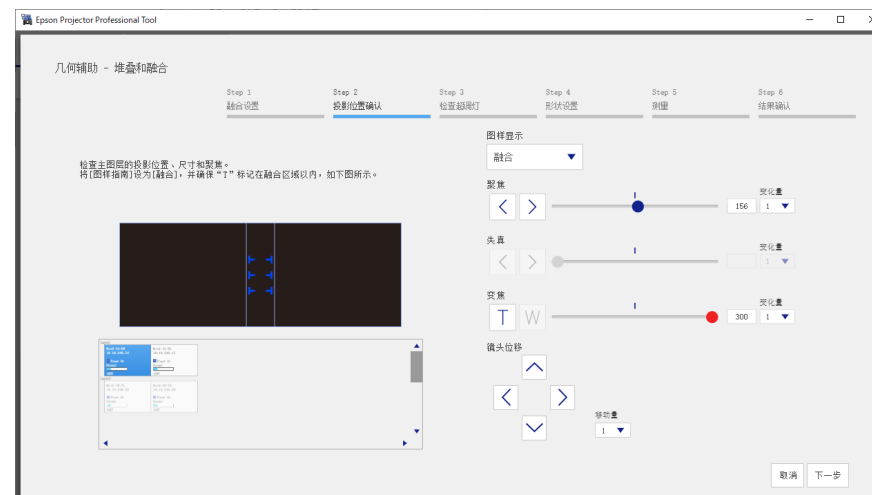 Epson Projector Professional Tool
几何辅助 - 堆叠和融合
Step 1
融合设置
Step 2
投影位置确认
Step 3
检查超调灯
Step 4
形状设置
Step 5
测量
Step 6
结果确认
检查主图层的投影位置、尺寸和聚焦。
将[图样指南]设为[融合]，并确保“T”标记在融合区域以内，如下图所示。
图样显示
融合
聚焦
156
变化量
1
失真
变化量
1
变焦
T
W
300
变化量
1
镜头位移
移动量
1
取消
下一步